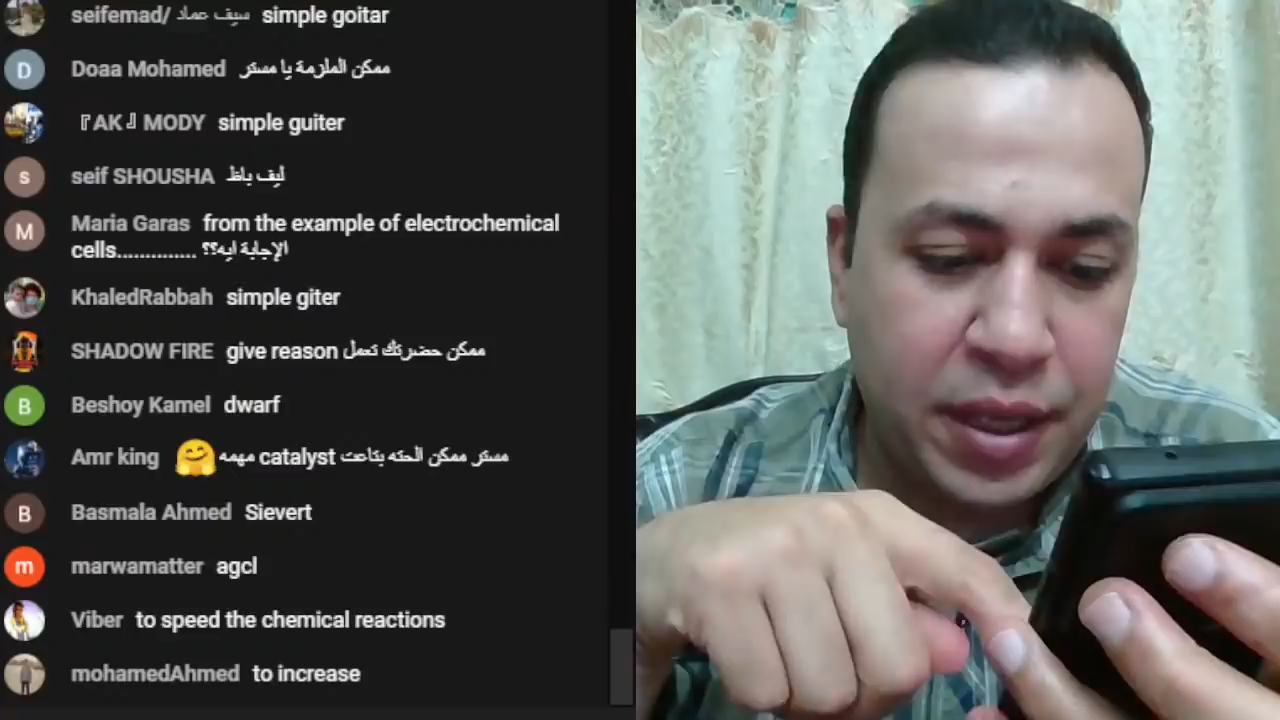 seifemad/ سيف عماد simple goitar
D
Doaa Mohamed ممكن الملزمة يا مستر
『AK』MODY simple guiter
s
seif SHOUSHA ليف باظ
M
Maria Garas from the example of electrochemical
cells.............. الإجابة ايه؟؟
KhaledRabbah simple giter
SHADOW FIRE give reason ممكن حضرتك تعمل
B
Beshoy Kamel dwarf
Amr king 🤗 مستر ممكن الحته بتاعت catalyst مهمه
B
Basmala Ahmed Sievert
m
marwamatter agcl
Viber to speed the chemical reactions
mohamedAhmed to increase